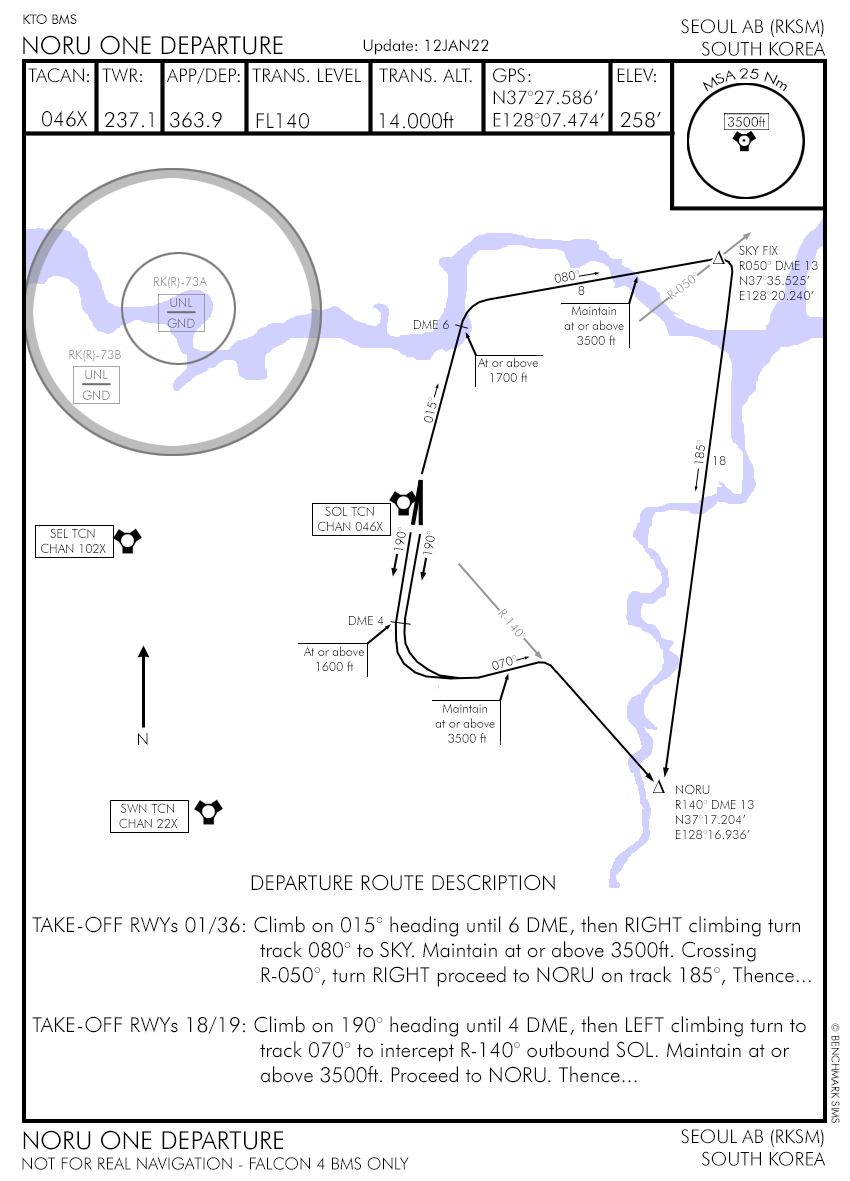 KTO BMS
NORU ONE DEPARTURE
Update: 12JAN22
SEOUL AB (RKSM)
SOUTH KOREA
TACAN:
046X
TWR:
237.1
APP/DEP:
363.9
TRANS. LEVEL
FL140
TRANS. ALT.
14.000ft
GPS:
N37°27.586’
E128°07.474’
ELEV:
258’
MSA 25 Nm
3500ft
RK(R)-73A
UNL
GND
RK(R)-73B
UNL
GND
SKY FIX
R050° DME 13
N37°35.525’
E128°20.240’
R-050°
080°
8
Maintain
at or above
3500 ft
DME 6
At or above
1700 ft
015°
185°
18
SOL TCN
CHAN 046X
SEL TCN
CHAN 102X
190°
190°
R-140°
DME 4
At or above
1600 ft
070°
Maintain
at or above
3500 ft
N
SWN TCN
CHAN 22X
NORU
R140° DME 13
N37°17.204’
E128°16.936’
DEPARTURE ROUTE DESCRIPTION
TAKE-OFF RWYs 01/36: Climb on 015° heading until 6 DME, then RIGHT climbing turn
track 080° to SKY. Maintain at or above 3500ft. Crossing
R-050°, turn RIGHT proceed to NORU on track 185°, Thence...
TAKE-OFF RWYs 18/19: Climb on 190° heading until 4 DME, then LEFT climbing turn to
track 070° to intercept R-140° outbound SOL. Maintain at or
above 3500ft. Proceed to NORU. Thence...
© BENCHMARK SIMS
NORU ONE DEPARTURE
NOT FOR REAL NAVIGATION - FALCON 4 BMS ONLY
SEOUL AB (RKSM)
SOUTH KOREA